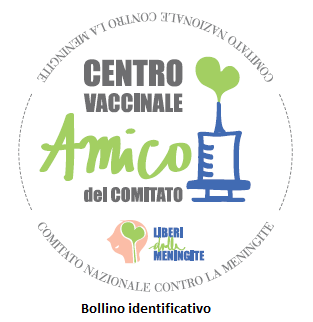 COMITATO NAZIONALE CONTRO LA MENINGITE
CENTRO
VACCINALE
Amico
del COMITATO
LIBERI
dalla
MENINGITE
COMITATO NAZIONALE CONTRO LA MENINGITE
Bollino identificativo